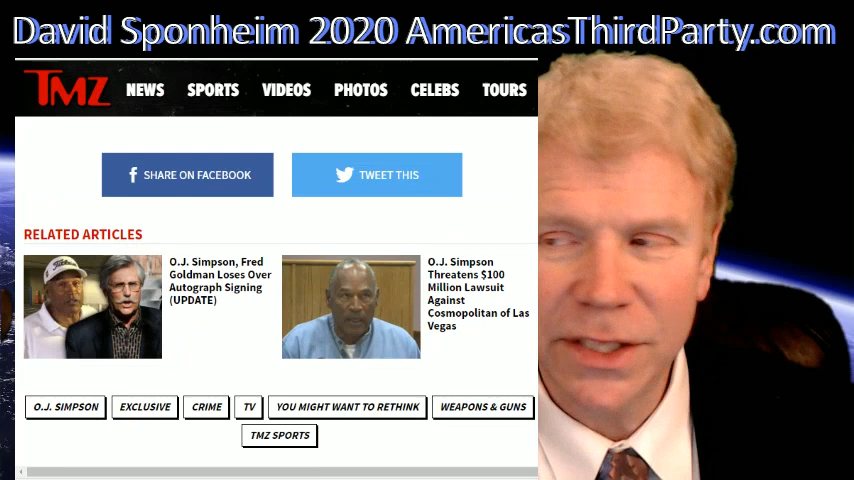 David Sponheim 2020 AmericasThirdParty.com
TMZ NEWS SPORTS VIDEOS PHOTOS CELEBS TOURS
f SHARE ON FACEBOOK
TWEET THIS
RELATED ARTICLES
O.J. Simpson, Fred
Goldman Loses Over
Autograph Signing
(UPDATE)
O.J. Simpson
Threatens $100
Million Lawsuit
Against
Cosmopolitan of Las
Vegas
O.J. SIMPSON EXCLUSIVE CRIME TV YOU MIGHT WANT TO RETHINK WEAPONS & GUNS
TMZ SPORTS